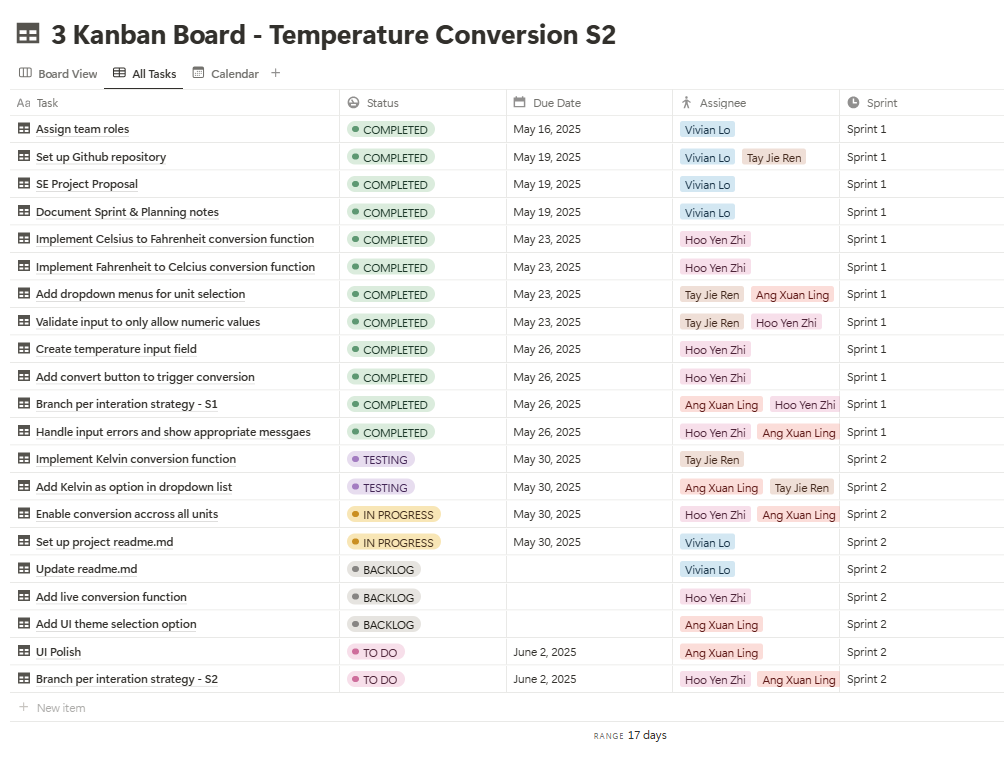 3 Kanban Board - Temperature Conversion S2
Board View All Tasks Calendar +
Aa Task Status Due Date Assignee Sprint
Assign team roles COMPLETED May 16, 2025 Vivian Lo Sprint 1
Set up Github repository COMPLETED May 19, 2025 Vivian Lo Tay Jie Ren Sprint 1
SE Project Proposal COMPLETED May 19, 2025 Vivian Lo Sprint 1
Document Sprint & Planning notes COMPLETED May 19, 2025 Vivian Lo Sprint 1
Implement Celsius to Fahrenheit conversion function COMPLETED May 23, 2025 Hoo Yen Zhi Sprint 1
Implement Fahrenheit to Celcius conversion function COMPLETED May 23, 2025 Hoo Yen Zhi Sprint 1
Add dropdown menus for unit selection COMPLETED May 23, 2025 Tay Jie Ren Ang Xuan Ling Sprint 1
Validate input to only allow numeric values COMPLETED May 23, 2025 Tay Jie Ren Hoo Yen Zhi Sprint 1
Create temperature input field COMPLETED May 26, 2025 Hoo Yen Zhi Sprint 1
Add convert button to trigger conversion COMPLETED May 26, 2025 Hoo Yen Zhi Sprint 1
Branch per interation strategy - S1 COMPLETED May 26, 2025 Ang Xuan Ling Hoo Yen Zhi Sprint 1
Handle input errors and show appropriate messgaes COMPLETED May 26, 2025 Hoo Yen Zhi Ang Xuan Ling Sprint 1
Implement Kelvin conversion function TESTING May 30, 2025 Tay Jie Ren Sprint 2
Add Kelvin as option in dropdown list TESTING May 30, 2025 Ang Xuan Ling Tay Jie Ren Sprint 2
Enable conversion accross all units IN PROGRESS May 30, 2025 Hoo Yen Zhi Ang Xuan Ling Sprint 2
Set up project readme.md IN PROGRESS May 30, 2025 Vivian Lo Sprint 2
Update readme.md BACKLOG Vivian Lo Sprint 2
Add live conversion function BACKLOG Hoo Yen Zhi Sprint 2
Add UI theme selection option BACKLOG Ang Xuan Ling Sprint 2
UI Polish TO DO June 2, 2025 Ang Xuan Ling Sprint 2
Branch per interation strategy - S2 TO DO June 2, 2025 Hoo Yen Zhi Ang Xuan Ling Sprint 2
+ New item
RANGE 17 days